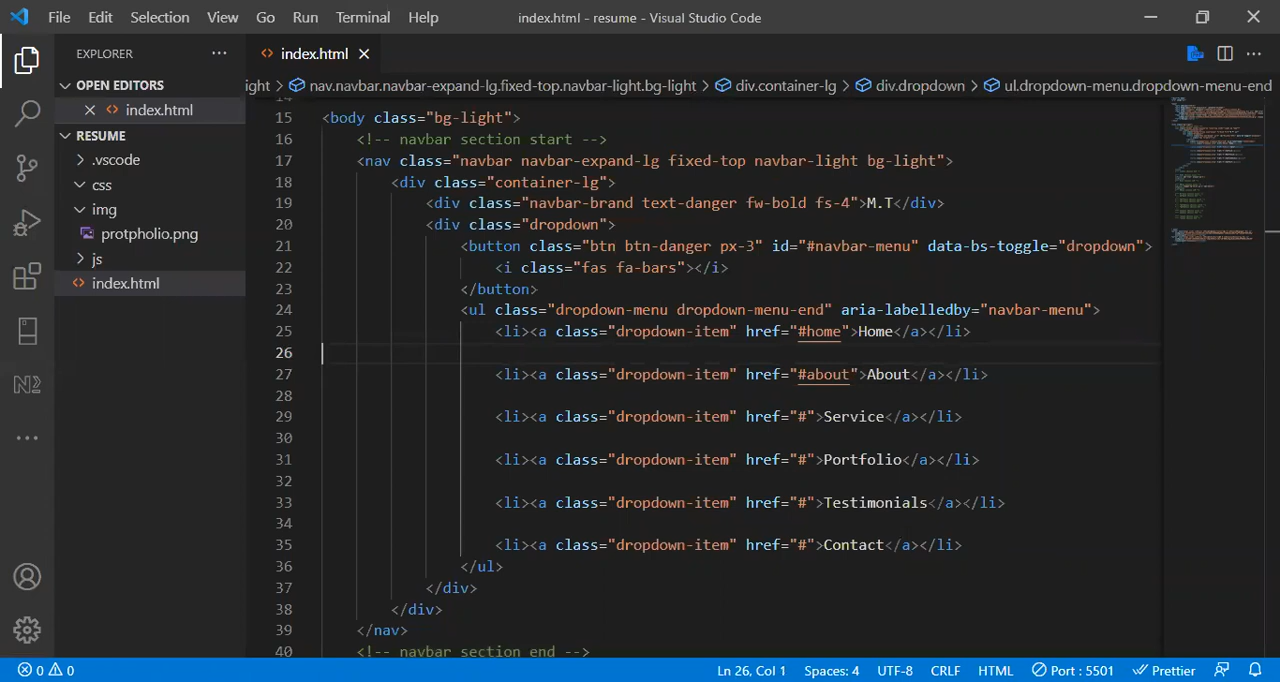 File Edit Selection View Go Run Terminal Help index.html - resume - Visual Studio Code
EXPLORER
OPEN EDITORS
index.html
RESUME
.vscode
css
img
protpholio.png
js
index.html
index.html
ight > nav.navbar.navbar-expand-lg.fixed-top.navbar-light.bg-light > div.container-lg > div.dropdown > ul.dropdown-menu.dropdown-menu-end
14
15 <body class="bg-light">
16 <!-- navbar section start -->
17 <nav class="navbar navbar-expand-lg fixed-top navbar-light bg-light">
18 <div class="container-lg">
19 <div class="navbar-brand text-danger fw-bold fs-4">M.T</div>
20 <div class="dropdown">
21 <button class="btn btn-danger px-3" id="#navbar-menu" data-bs-toggle="dropdown">
22 <i class="fas fa-bars"></i>
23 </button>
24 <ul class="dropdown-menu dropdown-menu-end" aria-labelledby="navbar-menu">
25 <li><a class="dropdown-item" href="#home">Home</a></li>
26
27 <li><a class="dropdown-item" href="#about">About</a></li>
28
29 <li><a class="dropdown-item" href="#">Service</a></li>
30
31 <li><a class="dropdown-item" href="#">Portfolio</a></li>
32
33 <li><a class="dropdown-item" href="#">Testimonials</a></li>
34
35 <li><a class="dropdown-item" href="#">Contact</a></li>
36 </ul>
37 </div>
38 </div>
39 </nav>
40 <!-- navbar section end -->
0 0 Ln 26, Col 1 Spaces: 4 UTF-8 CRLF HTML Port : 5501 Prettier